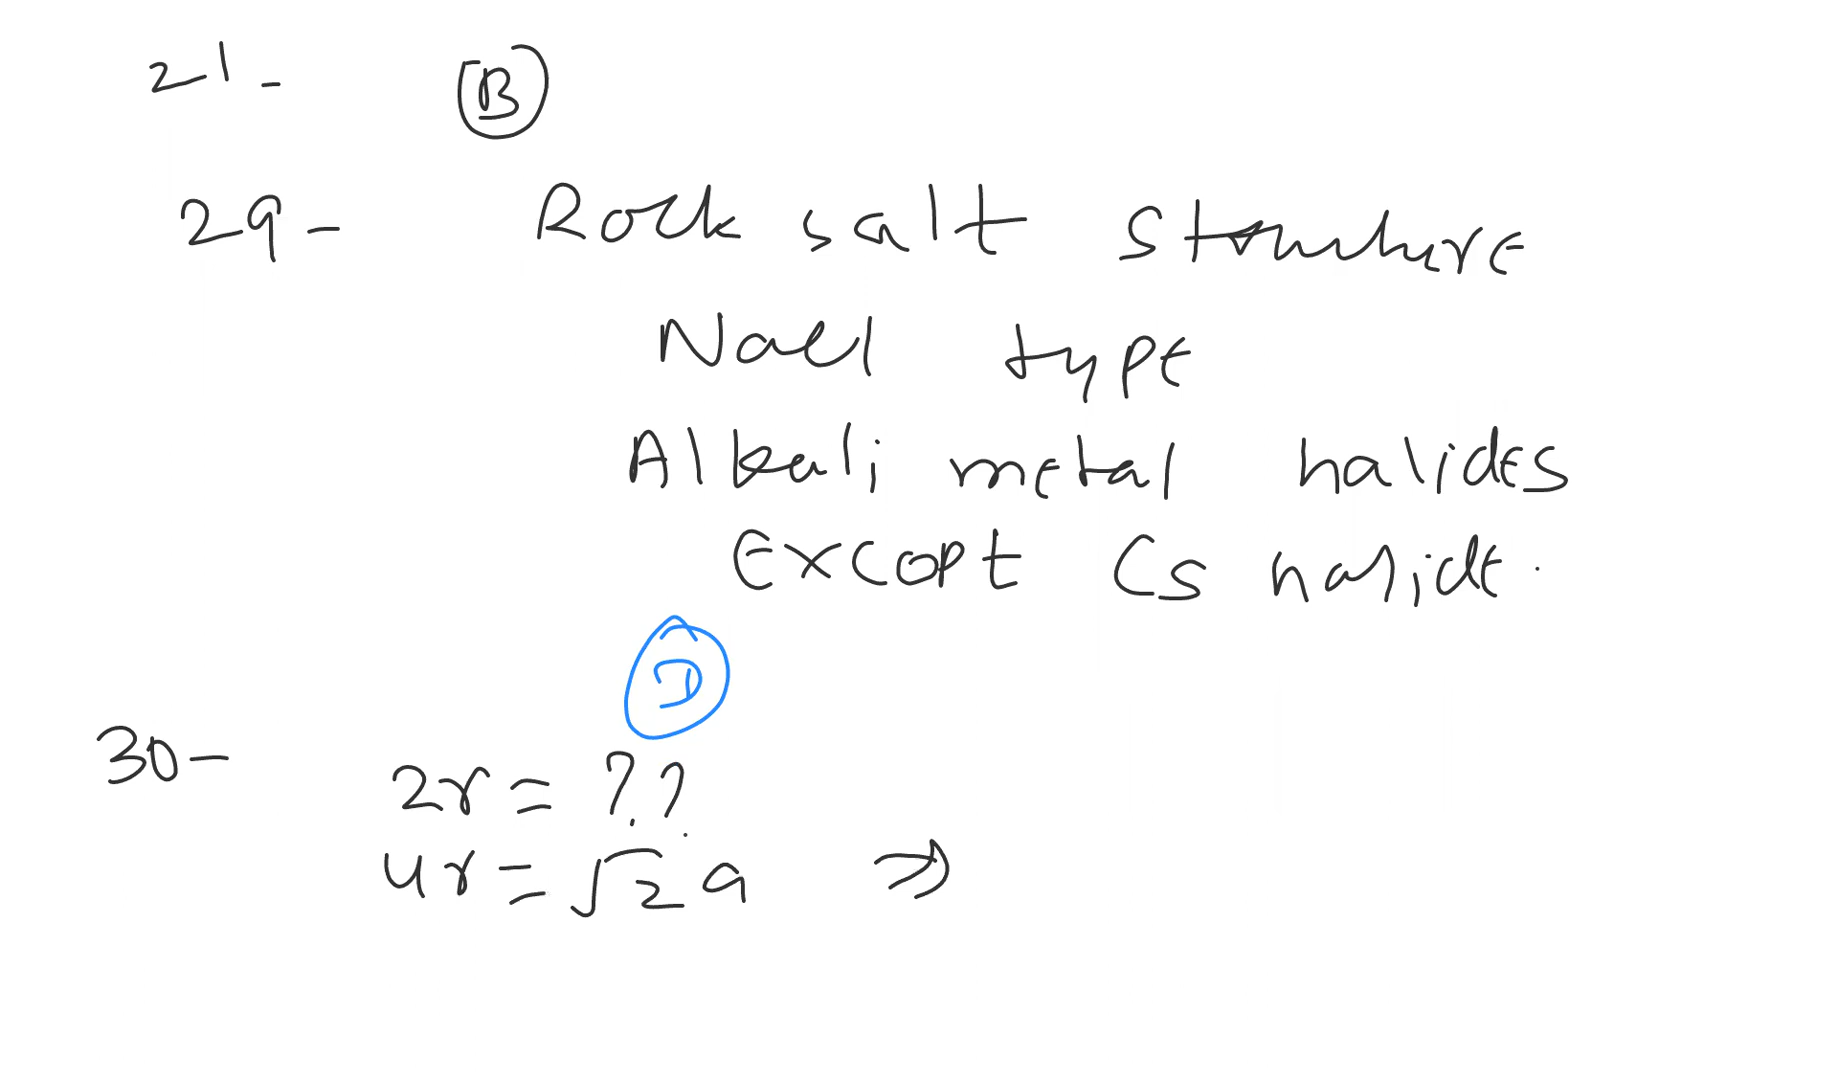 21- B
29- Rock salt structure
NaCl type
Alkali metal halides
Except Cs halide.
D
30- 2r = ??
4r = √2 a ⇒